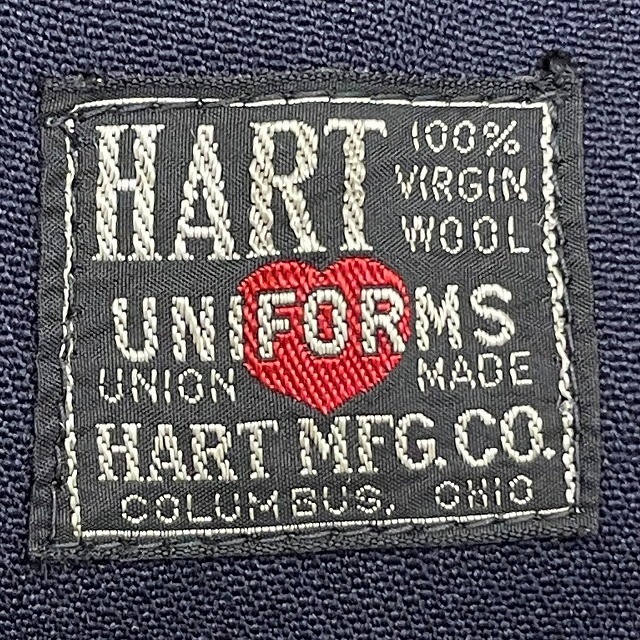 HART
100%
VIRGIN
WOOL
UNIFORMS
UNION MADE
HART MFG. CO.
COLUMBUS, OHIO